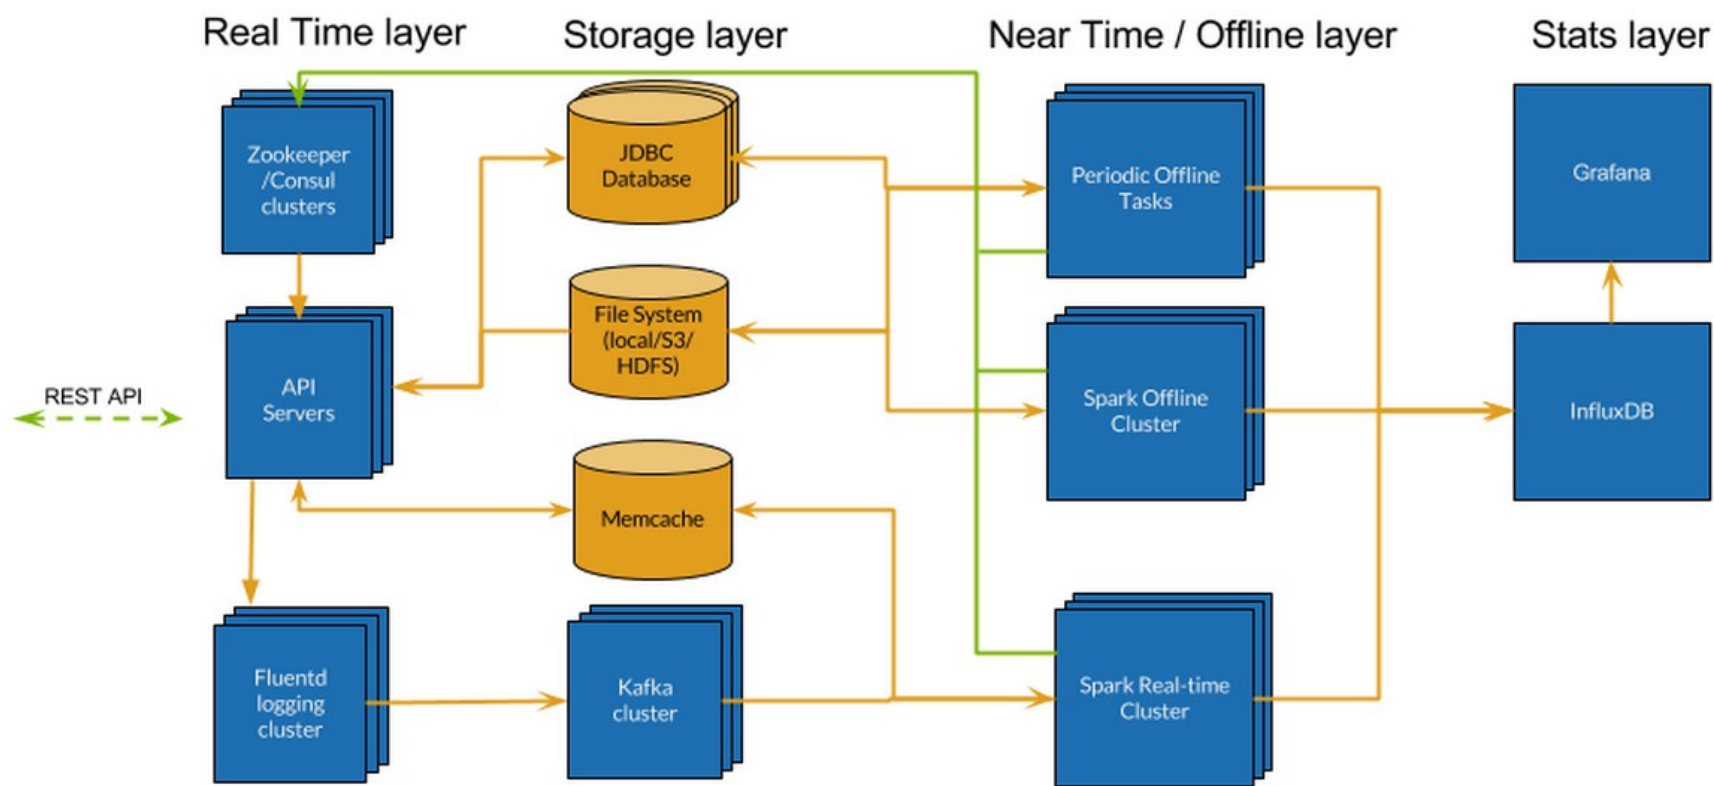 Real Time layer
Storage layer
Near Time / Offline layer
Stats layer
Zookeeper
/Consul
clusters
JDBC
Database
Periodic Offline
Tasks
Grafana
File System
(local/S3/
HDFS)
REST API
API
Servers
Spark Offline
Cluster
InfluxDB
Memcache
Fluentd
logging
cluster
Kafka
cluster
Spark Real-time
Cluster